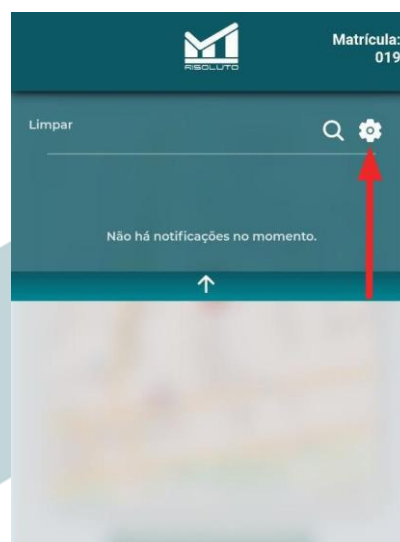 RISOLUTO
Matrícula:
019
Limpar
Não há notificações no momento.